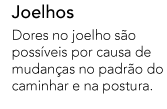 Joelhos
Dores no joelho são
possíveis por causa de
mudanças no padrão do
caminhar e na postura.